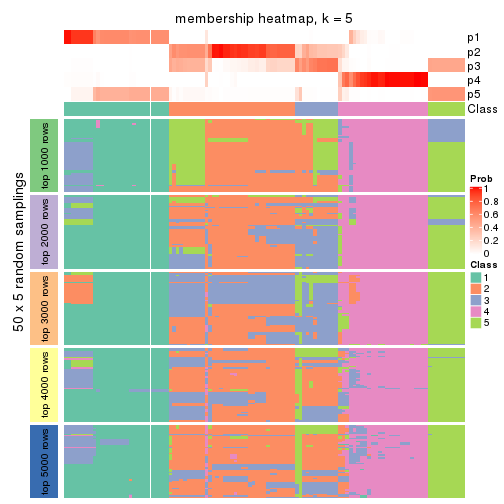 membership heatmap, k = 5
p1
p2
p3
p4
p5
Class
50 x 5 random samplings
top 1000 rows
top 2000 rows
top 3000 rows
top 4000 rows
top 5000 rows
Prob
1
0.8
0.6
0.4
0.2
0
Class
1
2
3
4
5